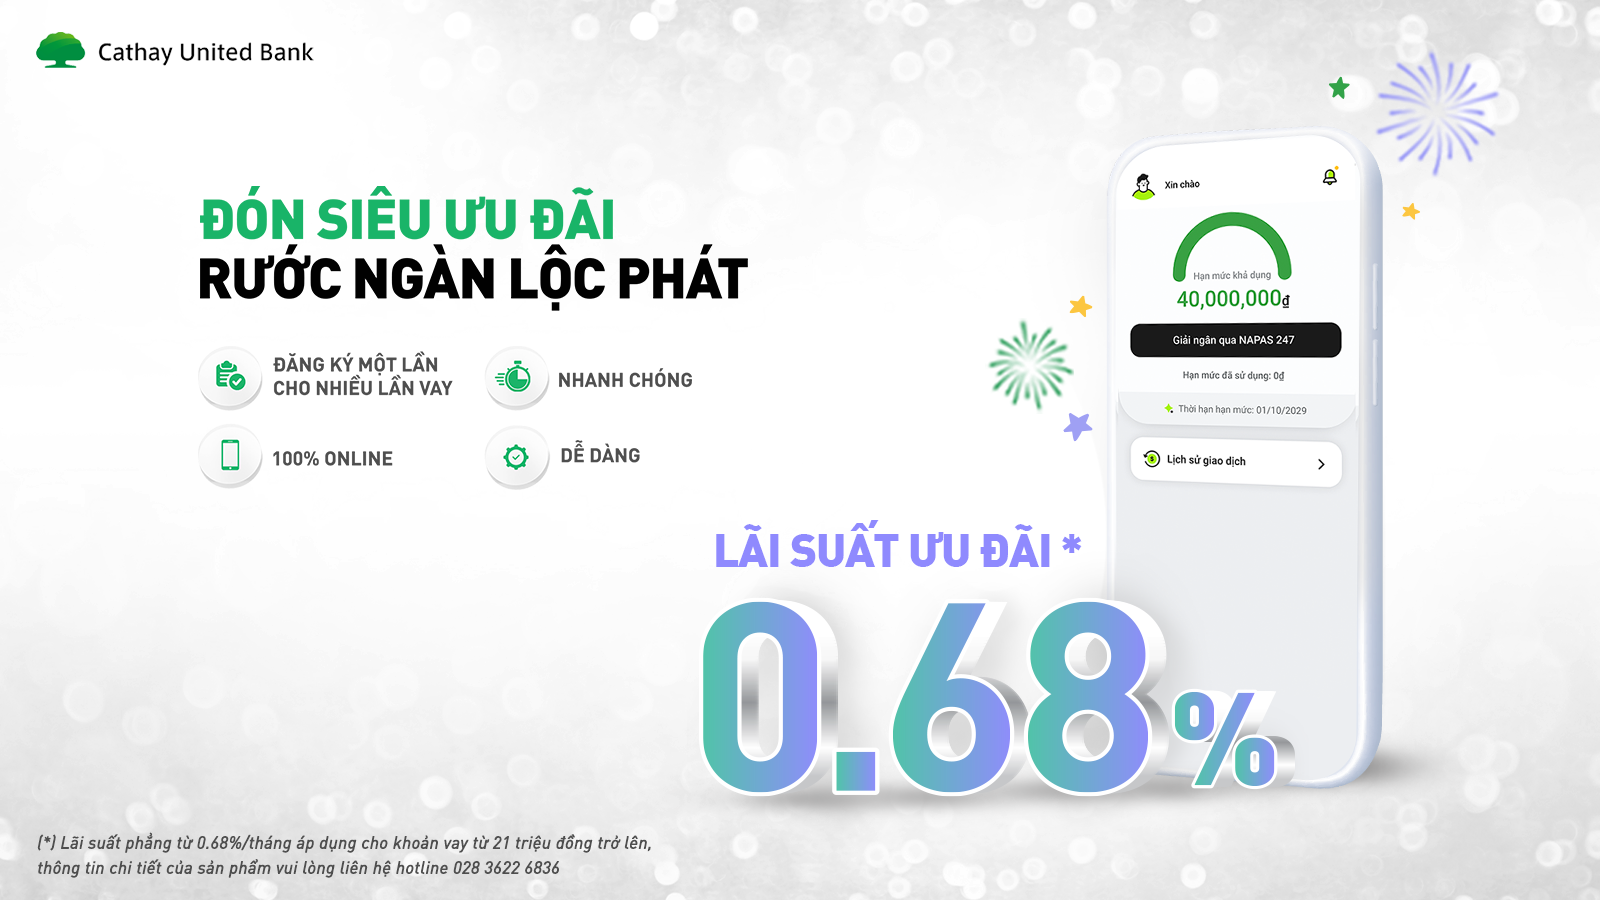 Cathay United Bank
ĐÓN SIÊU ƯU ĐÃI
RƯỚC NGÀN LỘC PHÁT
ĐĂNG KÝ MỘT LẦN
CHO NHIỀU LẦN VAY
NHANH CHÓNG
100% ONLINE
DỄ DÀNG
Xin chào
Hạn mức khả dụng
40,000,000₫
Giải ngân qua NAPAS 247
Hạn mức đã sử dụng: 0₫
Thời hạn hạn mức: 01/10/2029
Lịch sử giao dịch
LÃI SUẤT ƯU ĐÃI *
0.68%
(*) Lãi suất phẳng từ 0.68%/tháng áp dụng cho khoản vay từ 21 triệu đồng trở lên,
thông tin chi tiết của sản phẩm vui lòng liên hệ hotline 028 3622 6836